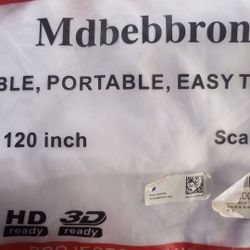 Mdbebbron
BLE, PORTABLE, EASY T
120 inch
Sca
HD 3D
ready ready